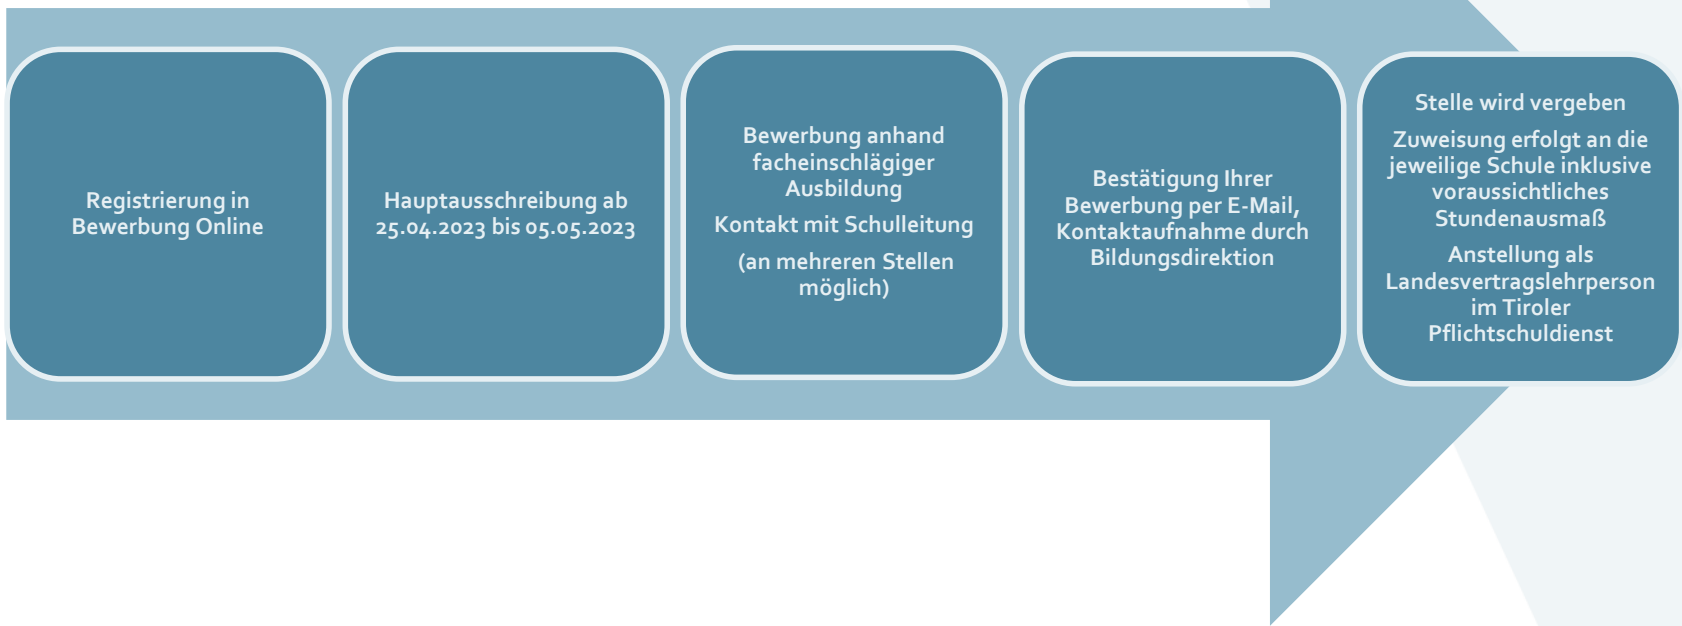 Registrierung in
Bewerbung Online
Hauptausschreibung ab
25.04.2023 bis 05.05.2023
Bewerbung anhand
facheinschlägiger
Ausbildung
Kontakt mit Schulleitung
(an mehreren Stellen
möglich)
Bestätigung Ihrer
Bewerbung per E-Mail,
Kontaktaufnahme durch
Bildungsdirektion
Stelle wird vergeben
Zuweisung erfolgt an die
jeweilige Schule inklusive
voraussichtliches
Stundenausmaß
Anstellung als
Landesvertragslehrperson
im Tiroler
Pflichtschuldienst